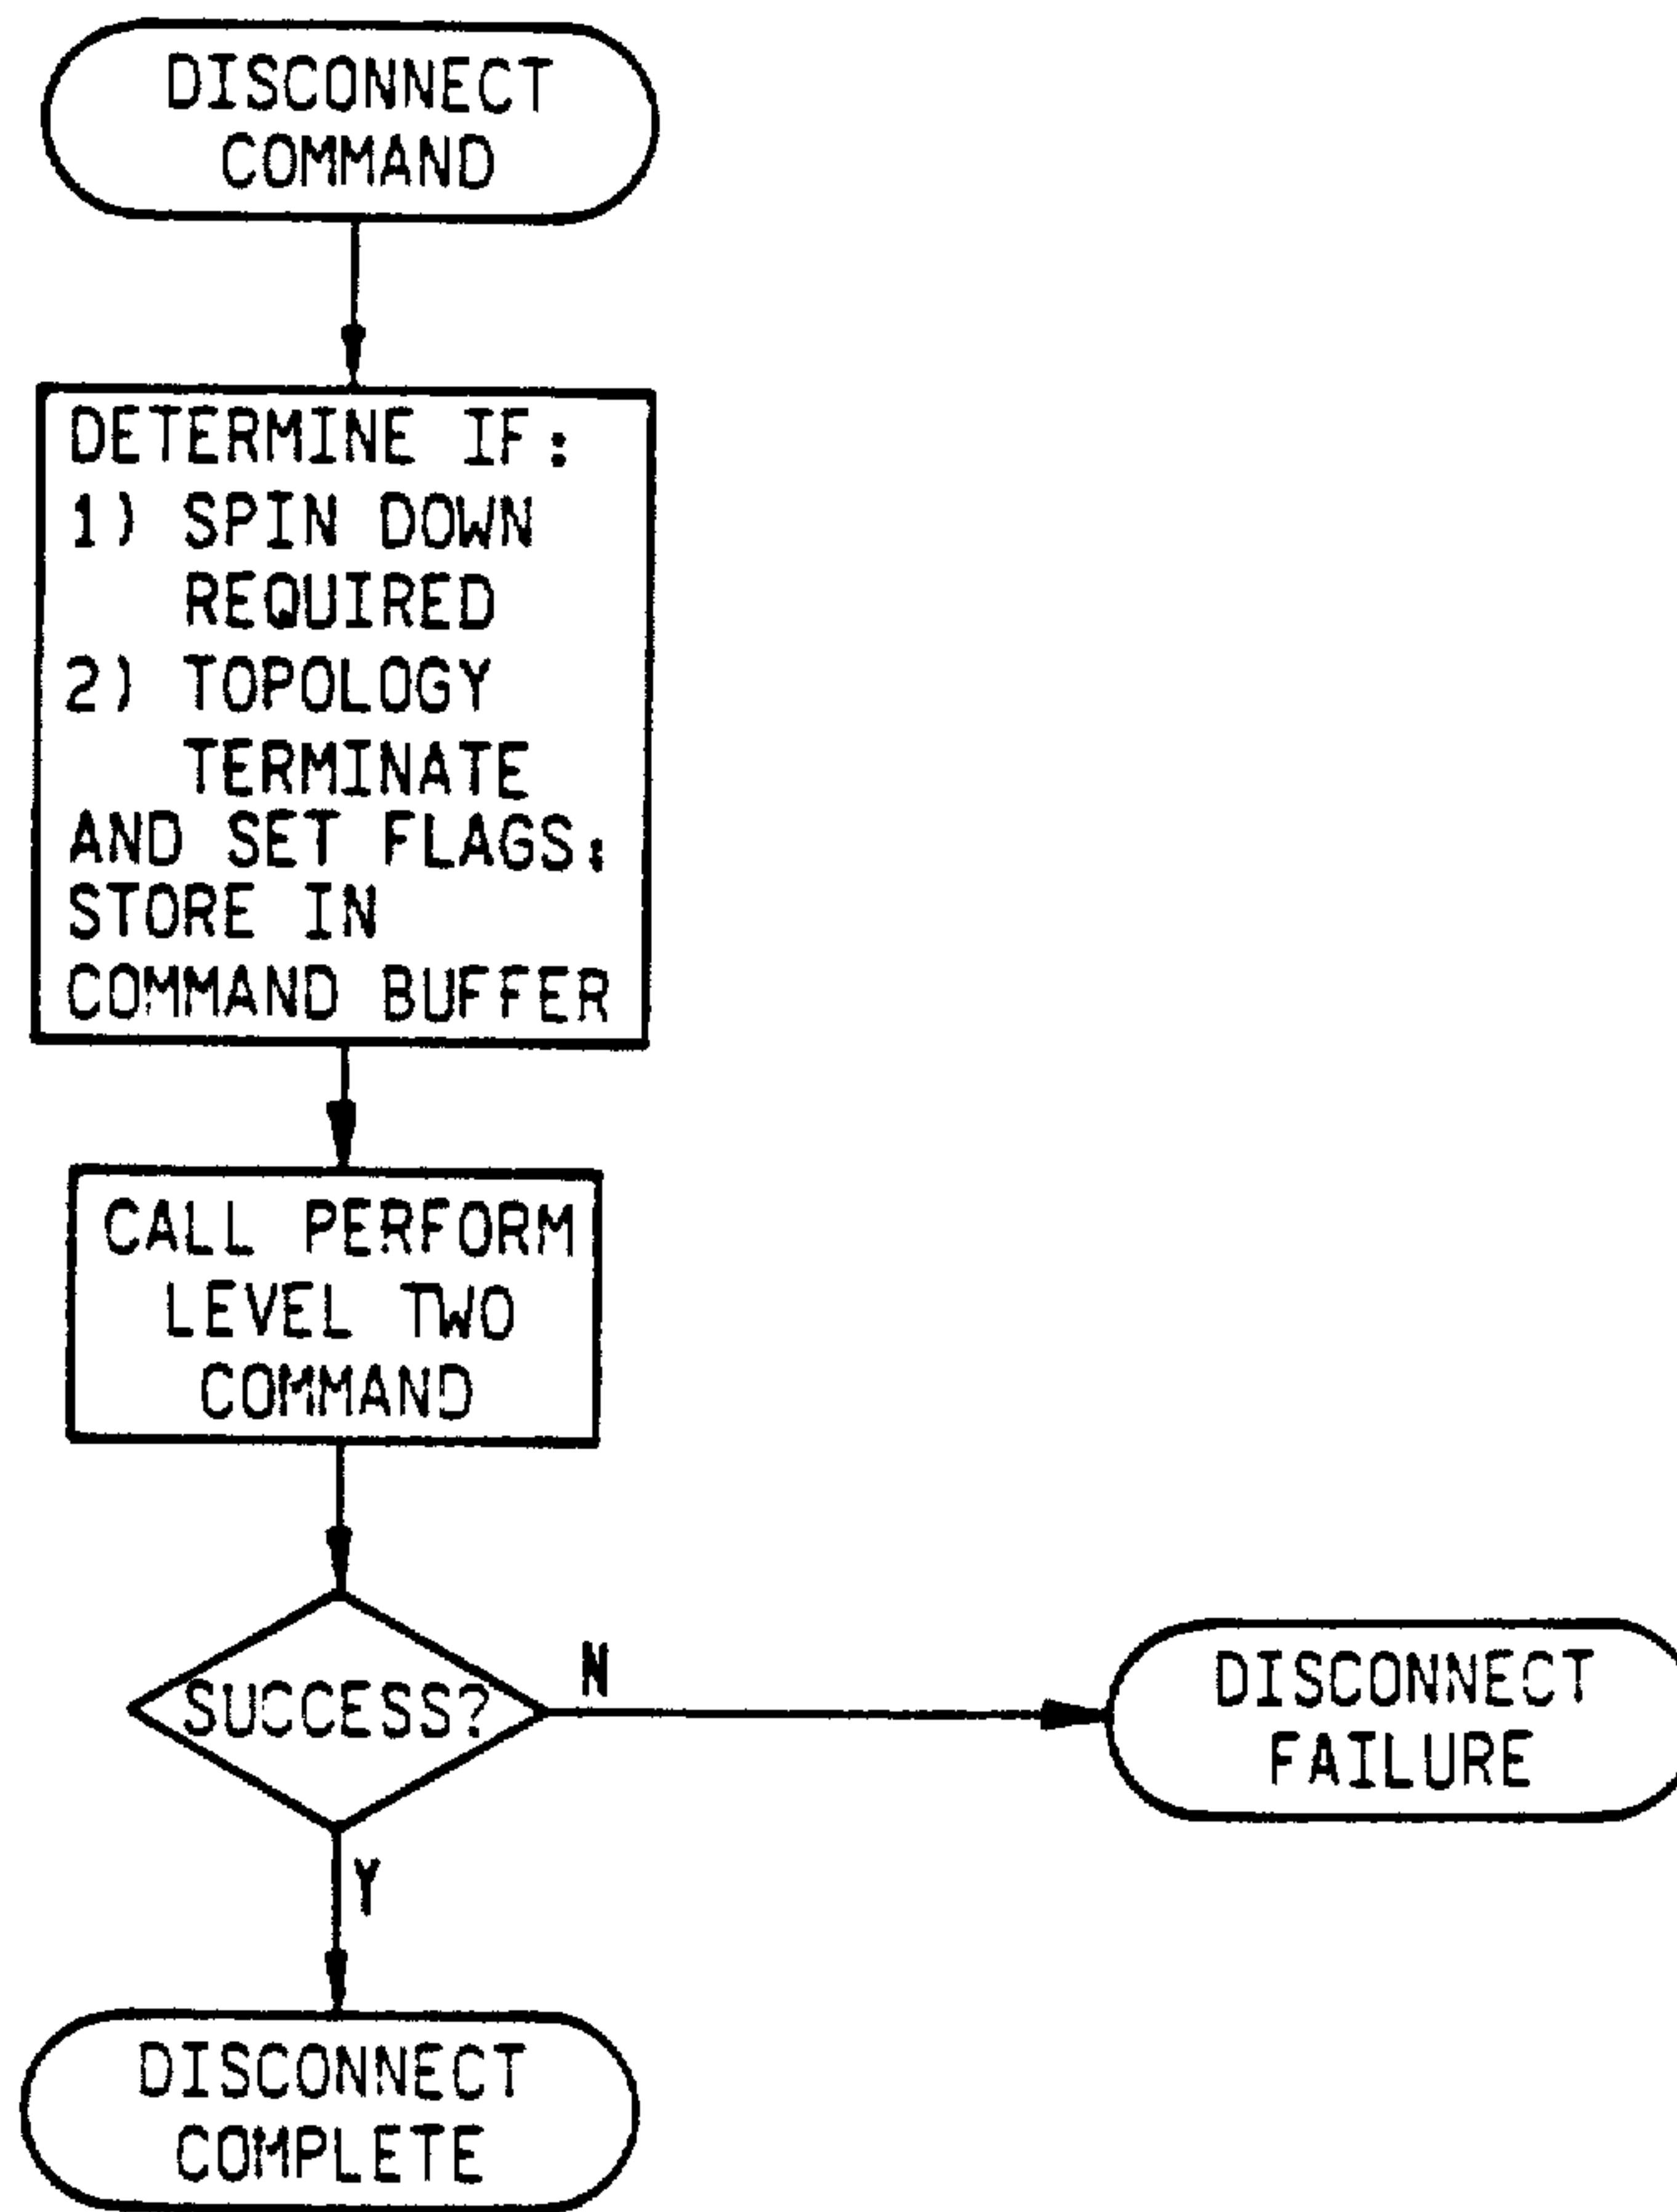 DISCONNECT
COMMAND
DETERMINE IF:
1) SPIN DOWN
REQUIRED
2) TOPOLOGY
TERMINATE
AND SET FLAGS:
STORE IN
COMMAND BUFFER
CALL PERFORM
LEVEL TWO
COMMAND
SUCCESS?
N
DISCONNECT
FAILURE
Y
DISCONNECT
COMPLETE